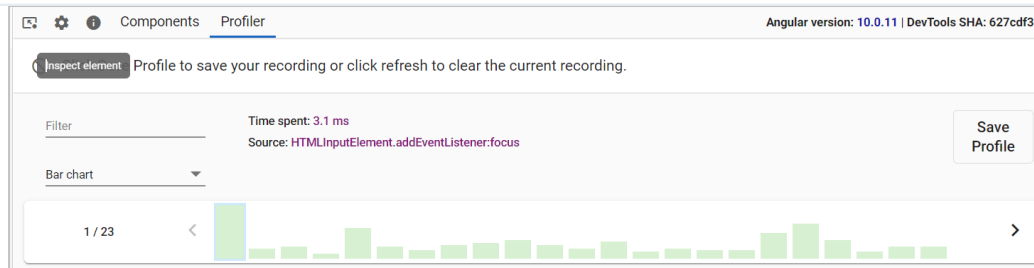 Components Profiler Angular version: 10.0.11 | DevTools SHA: 627cdf3
Inspect element Profile to save your recording or click refresh to clear the current recording.
Filter
Time spent: 3.1 ms
Source: HTMLInputElement.addEventListener:focus
Save
Profile
Bar chart
1 / 23